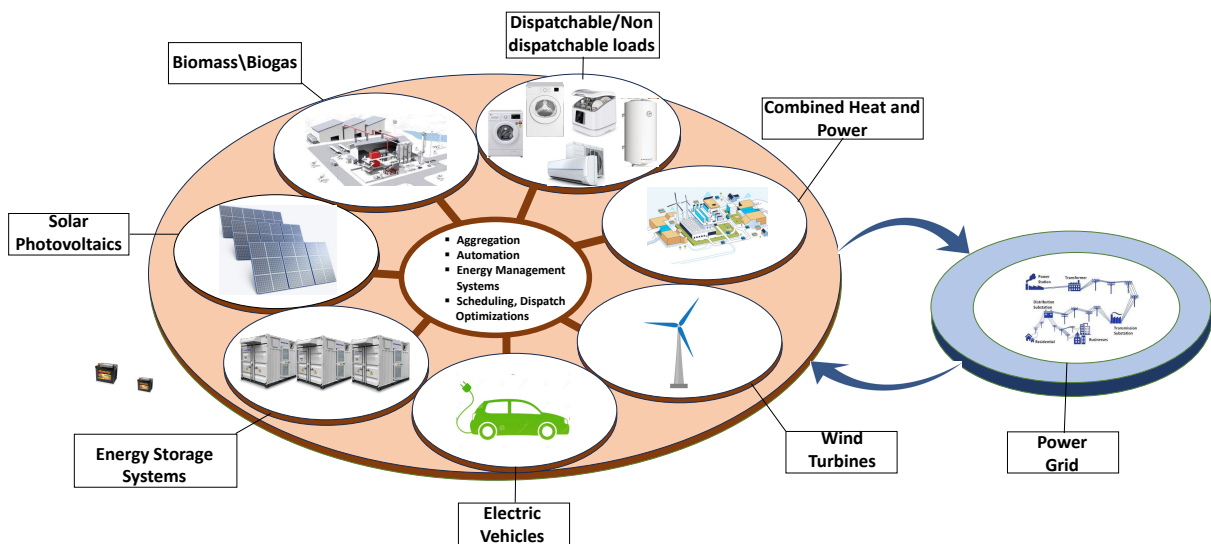 Dispatchable/Non
dispatchable loads
Biomass\Biogas
Combined Heat and
Power
Solar
Photovoltaics
▪ Aggregation
▪ Automation
▪ Energy Management
Systems
▪ Scheduling, Dispatch
Optimizations
Power
Station
Transformer
Distribution
Substation
Transmission
Substation
Residential
Businesses
Energy Storage
Systems
Electric
Vehicles
Wind
Turbines
Power
Grid